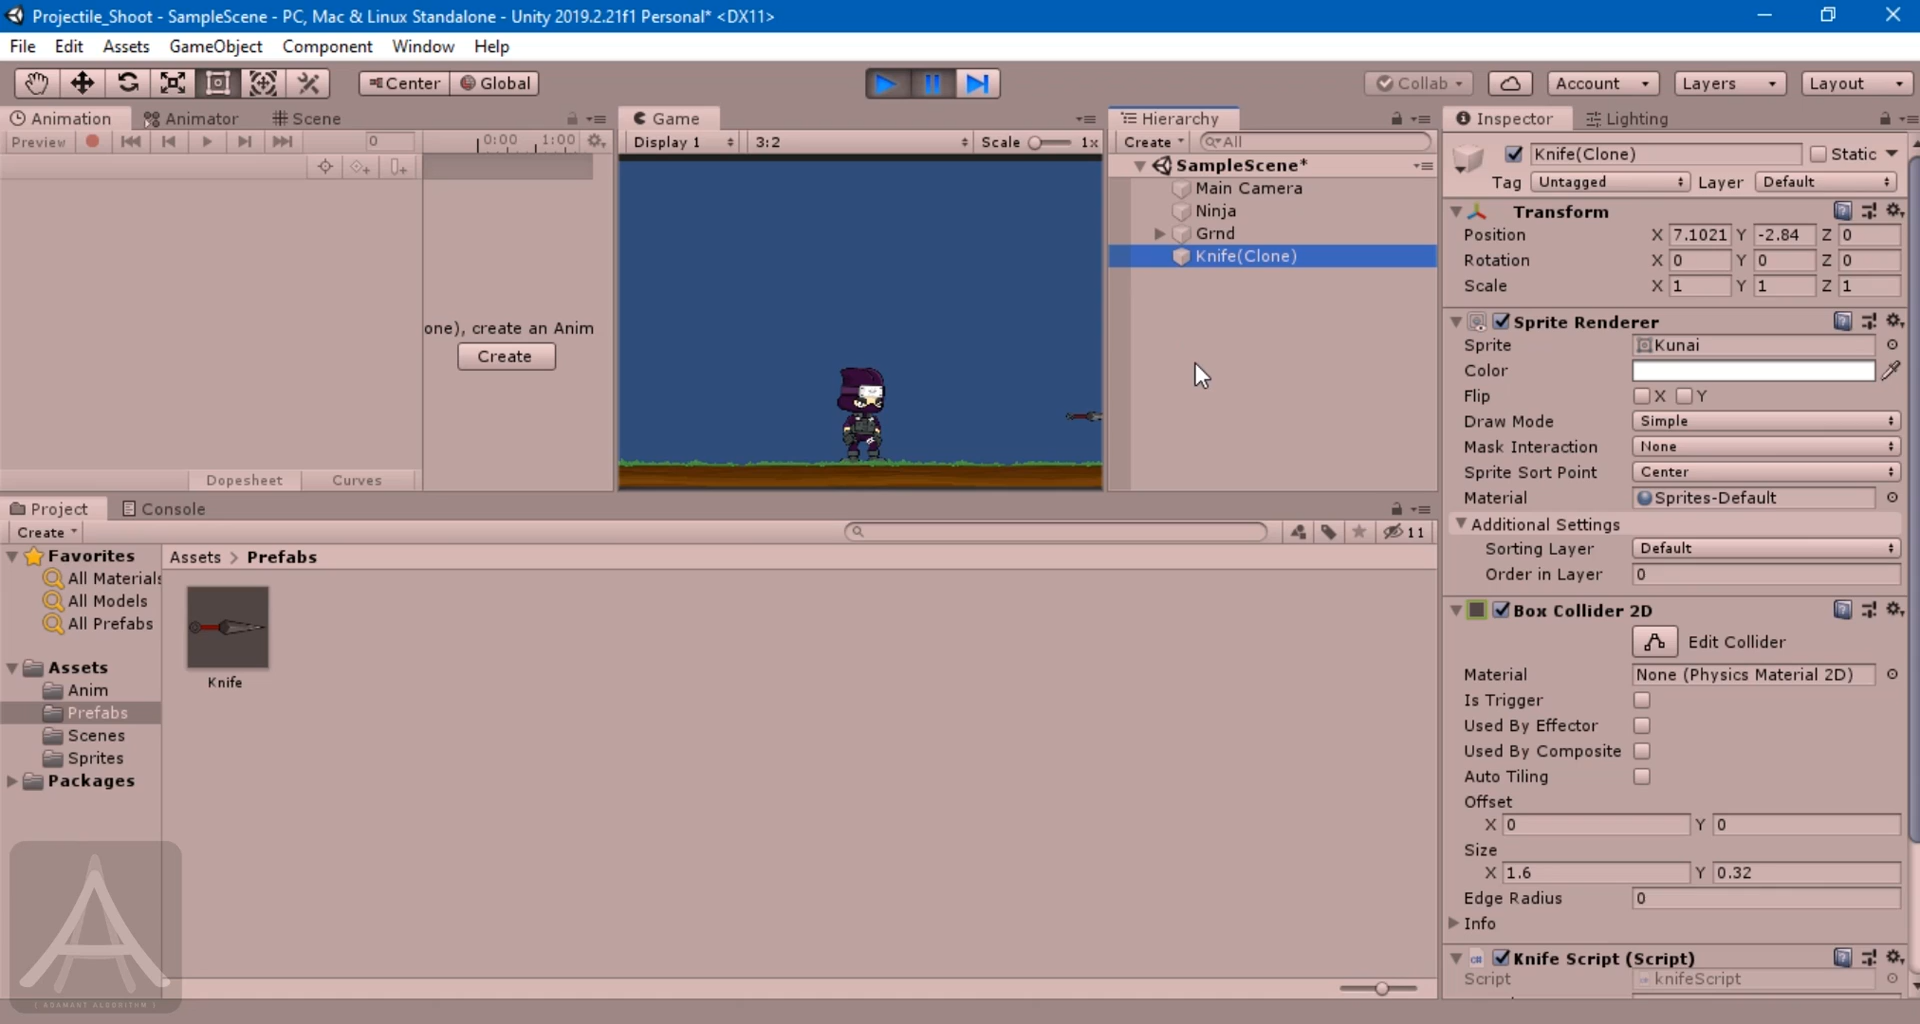 Projectile_Shoot - SampleScene - PC, Mac & Linux Standalone - Unity 2019.2.21f1 Personal* <DX11>
File Edit Assets GameObject Component Window Help
Center Global Collab Account Layers Layout
Animation Animator Scene Game Hierarchy Inspector Lighting
Preview 0 0:00 1:00 Display 1 3:2 Scale 1x Create All
Knife(Clone) Static
SampleScene*
Tag Untagged Layer Default
Main Camera
Ninja
Grnd
Knife(Clone)
one), create an Anim
Create
Dopesheet Curves
Transform
Position X 7.1021 Y -2.84 Z 0
Rotation X 0 Y 0 Z 0
Scale X 1 Y 1 Z 1
Sprite Renderer
Sprite Kunai
Color
Flip X Y
Draw Mode Simple
Mask Interaction None
Sprite Sort Point Center
Material Sprites-Default
Additional Settings
Sorting Layer Default
Order in Layer 0
Box Collider 2D
Edit Collider
Material None (Physics Material 2D)
Is Trigger
Used By Effector
Used By Composite
Auto Tiling
Offset
X 0 Y 0
Size
X 1.6 Y 0.32
Edge Radius 0
Info
Knife Script (Script)
Script knifeScript
Project Console
Create 11
Favorites
All Materials
All Models
All Prefabs
Assets
Anim
Prefabs
Scenes
Sprites
Packages
Assets > Prefabs
Knife
[ ADAMANT ALGORITHM ]